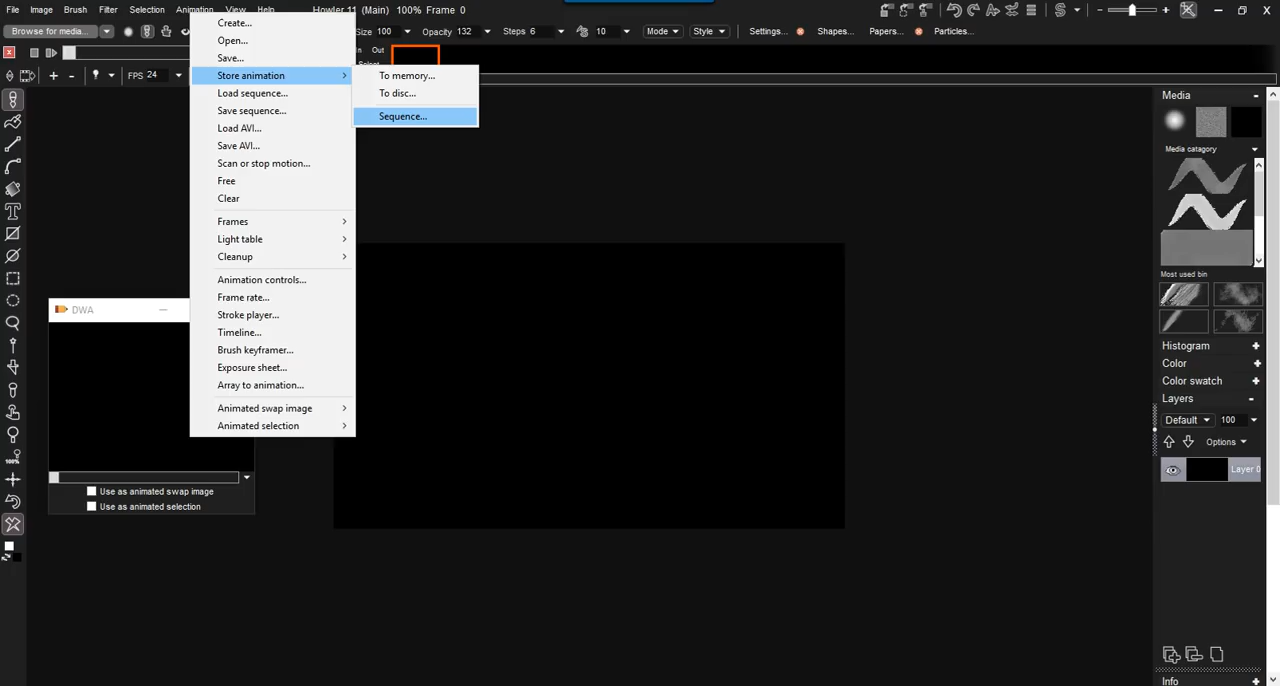 File Image Brush Filter Selection Animation View Help Howler 11 (Main) 100% Frame 0
Browse for media... Size 100 Opacity 132 Steps 6 10 Mode Style Settings... Shapes... Papers... Particles...
In Out
Select
FPS 24
Create...
Open...
Save...
Store animation
Load sequence...
Save sequence...
Load AVI...
Save AVI...
Scan or stop motion...
Free
Clear
Frames
Light table
Cleanup
Animation controls...
Frame rate...
Stroke player...
Timeline...
Brush keyframer...
Exposure sheet...
Array to animation...
Animated swap image
Animated selection
To memory...
To disc...
Sequence...
DWA
Use as animated swap image
Use as animated selection
100%
Media
Media catagory
Most used bin
Histogram
Color
Color swatch
Layers
Default 100
Options
Layer 0
Info